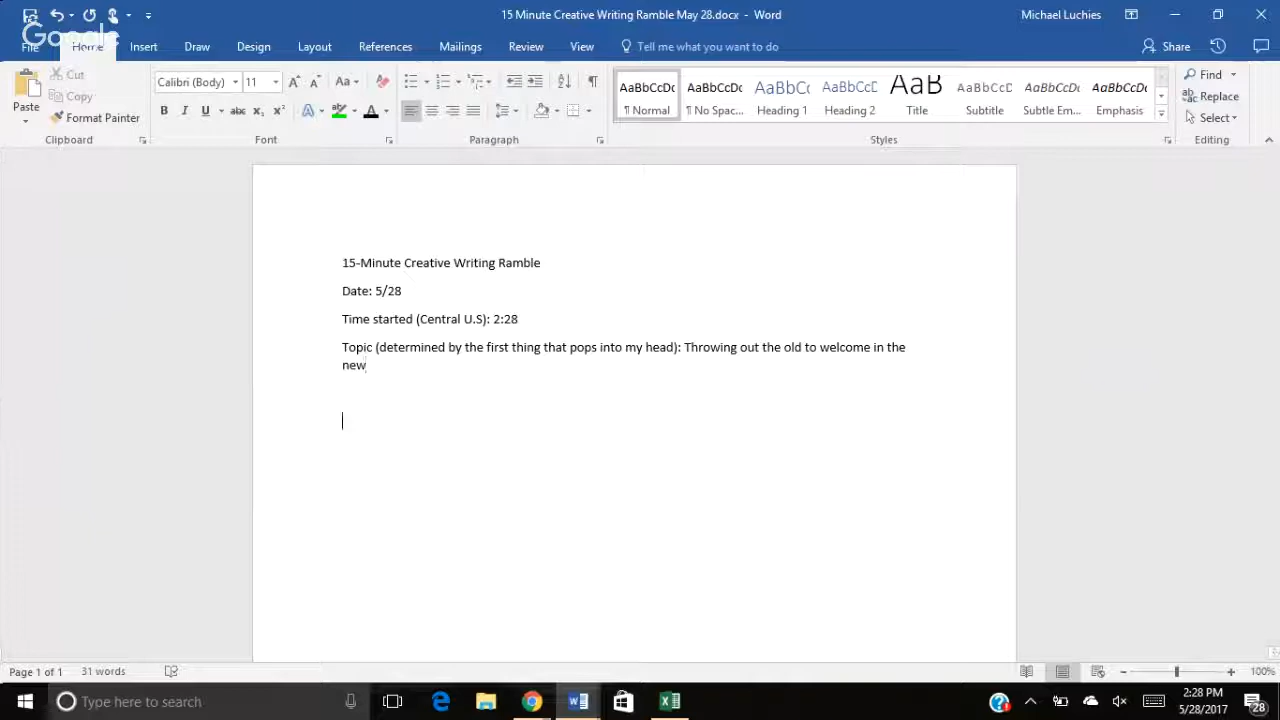 15 Minute Creative Writing Ramble May 28.docx - Word
Michael Luchies
Google
File Home Insert Draw Design Layout References Mailings Review View Tell me what you want to do Share
Paste
Cut
Copy
Format Painter
Clipboard
Calibri (Body) 11
Font
Paragraph
AaBbCcDc AaBbCcDc AaBbCc AaBbCcD AaB AaBbCcD AaBbCcDc AaBbCcDc
¶ Normal ¶ No Spac... Heading 1 Heading 2 Title Subtitle Subtle Em... Emphasis
Styles
Find
Replace
Select
Editing
15-Minute Creative Writing Ramble
Date: 5/28
Time started (Central U.S): 2:28
Topic (determined by the first thing that pops into my head): Throwing out the old to welcome in the
new
Page 1 of 1 31 words 100%
Type here to search
2:28 PM
5/28/2017
28